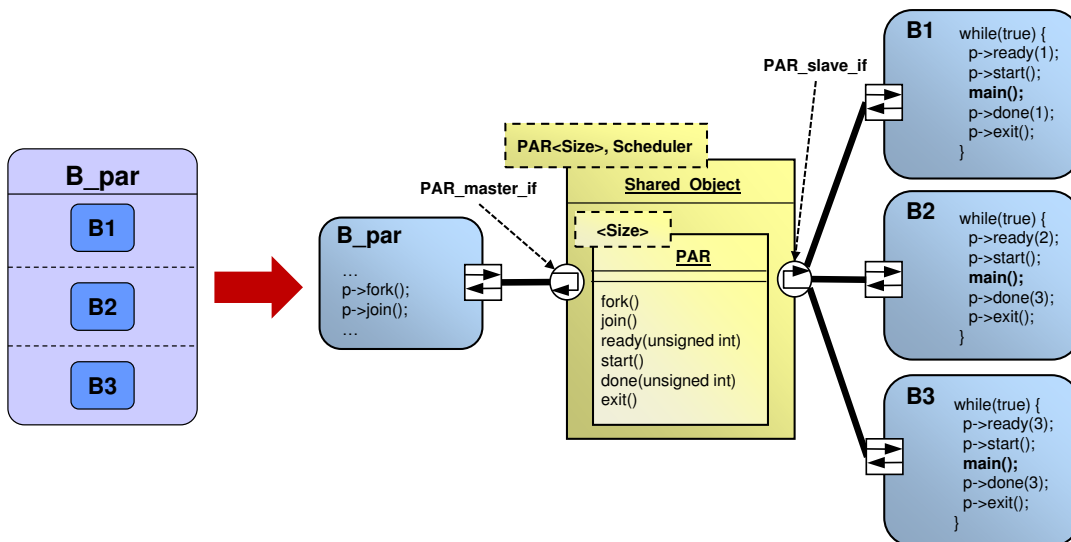 B_par
B1
B2
B3
B_par
…
p->fork();
p->join();
…
PAR_master_if
PAR<Size>, Scheduler
Shared_Object
<Size>
PAR
fork()
join()
ready(unsigned int)
start()
done(unsigned int)
exit()
PAR_slave_if
B1
while(true) {
p->ready(1);
p->start();
main();
p->done(1);
p->exit();
}
B2
while(true) {
p->ready(2);
p->start();
main();
p->done(3);
p->exit();
}
B3
while(true) {
p->ready(3);
p->start();
main();
p->done(3);
p->exit();
}